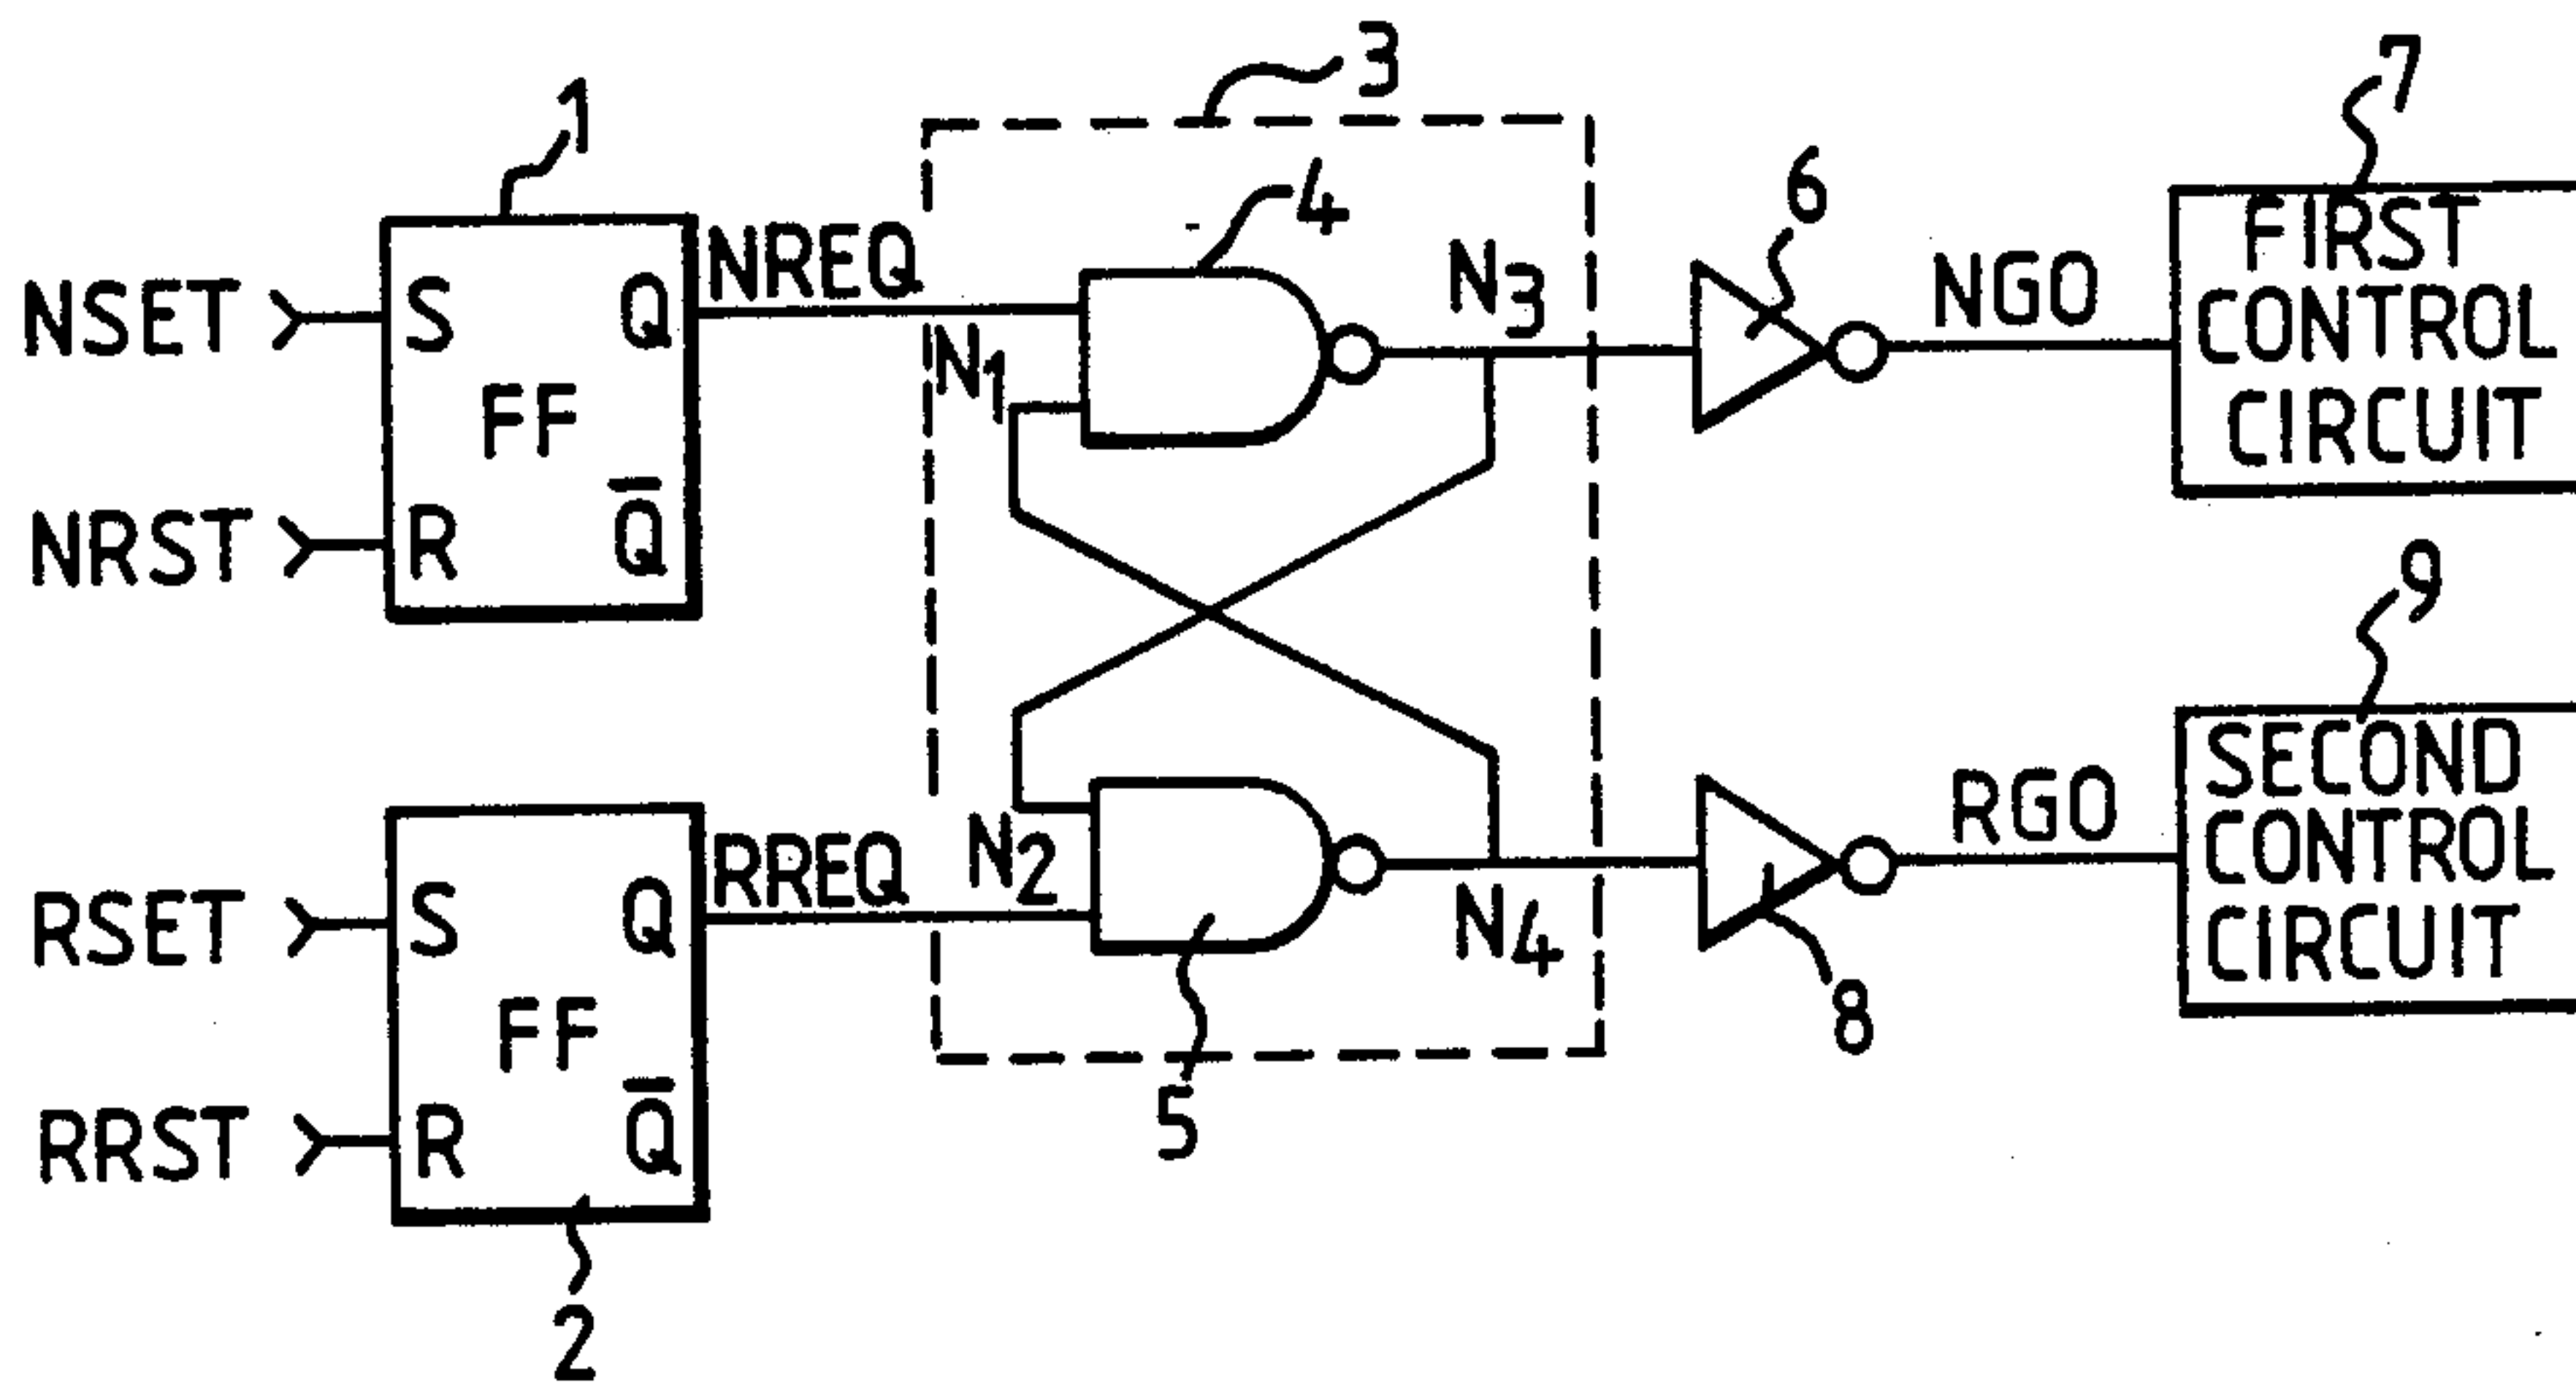 3
7
1
4
6
NREQ
N3
NGO
FIRST
CONTROL
CIRCUIT
NSET
S
Q
N1
FF
NRST
R
Q̅
9
N2
RREQ
N4
RGO
SECOND
CONTROL
CIRCUIT
RSET
S
Q
FF
8
RRST
R
Q̅
5
2